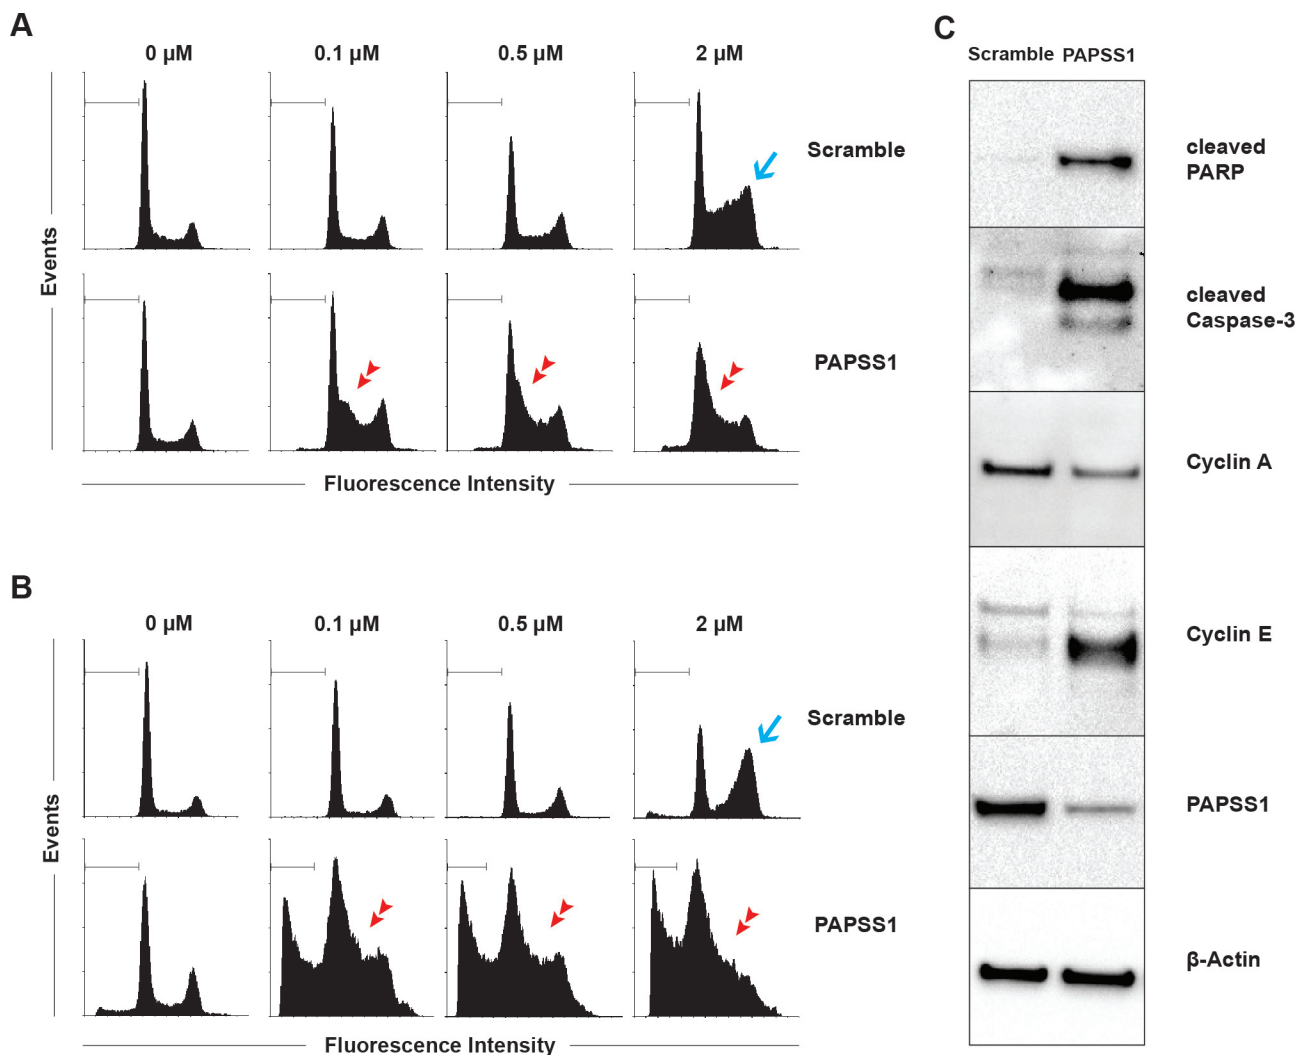 A
0 µM 0.1 µM 0.5 µM 2 µM
Events
Scramble
PAPSS1
Fluorescence Intensity
B
0 µM 0.1 µM 0.5 µM 2 µM
Events
Scramble
PAPSS1
Fluorescence Intensity
C
Scramble PAPSS1
cleaved
PARP
cleaved
Caspase-3
Cyclin A
Cyclin E
PAPSS1
β-Actin